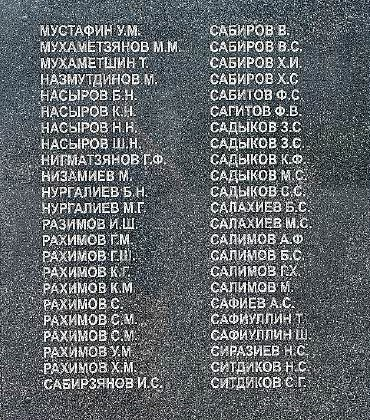 МУСТАФИН У.М.
МУХАМЕТЗЯНОВ М.М.
МУХАМЕТШИН Т.
НАЗМУТДИНОВ М.
НАСЫРОВ Б.Н.
НАСЫРОВ К.Н.
НАСЫРОВ Н.Н.
НАСЫРОВ Ш.Н.
НИГМАТЗЯНОВ Г.Ф.
НИЗАМИЕВ М.
НУРГАЛИЕВ Б.Н.
НУРГАЛИЕВ М.Г.
РАЗИМОВ И.Ш.
РАХИМОВ Г.М.
РАХИМОВ Г.Ш.
РАХИМОВ К.Г.
РАХИМОВ К.М.
РАХИМОВ С.
РАХИМОВ С.М.
РАХИМОВ С.М.
РАХИМОВ У.М.
РАХИМОВ Х.М.
САБИРЗЯНОВ И.С.
САБИРОВ В.
САБИРОВ В.С.
САБИРОВ Х.И.
САБИРОВ Х.С.
САБИТОВ Ф.С.
САГИТОВ Ф.В.
САДЫКОВ З.С.
САДЫКОВ З.С.
САДЫКОВ К.Ф.
САДЫКОВ М.С.
САДЫКОВ С.С.
САЛАХИЕВ Б.С.
САЛАХИЕВ М.С.
САЛИМОВ А.Ф.
САЛИМОВ Б.С.
САЛИМОВ Г.Х.
САЛИМОВ М.
САФИЕВ А.С.
САФИУЛЛИН Т.
САФИУЛЛИН Ш.
СИРАЗИЕВ Н.С.
СИТДИКОВ Н.С.
СИТДИКОВ С.Г.